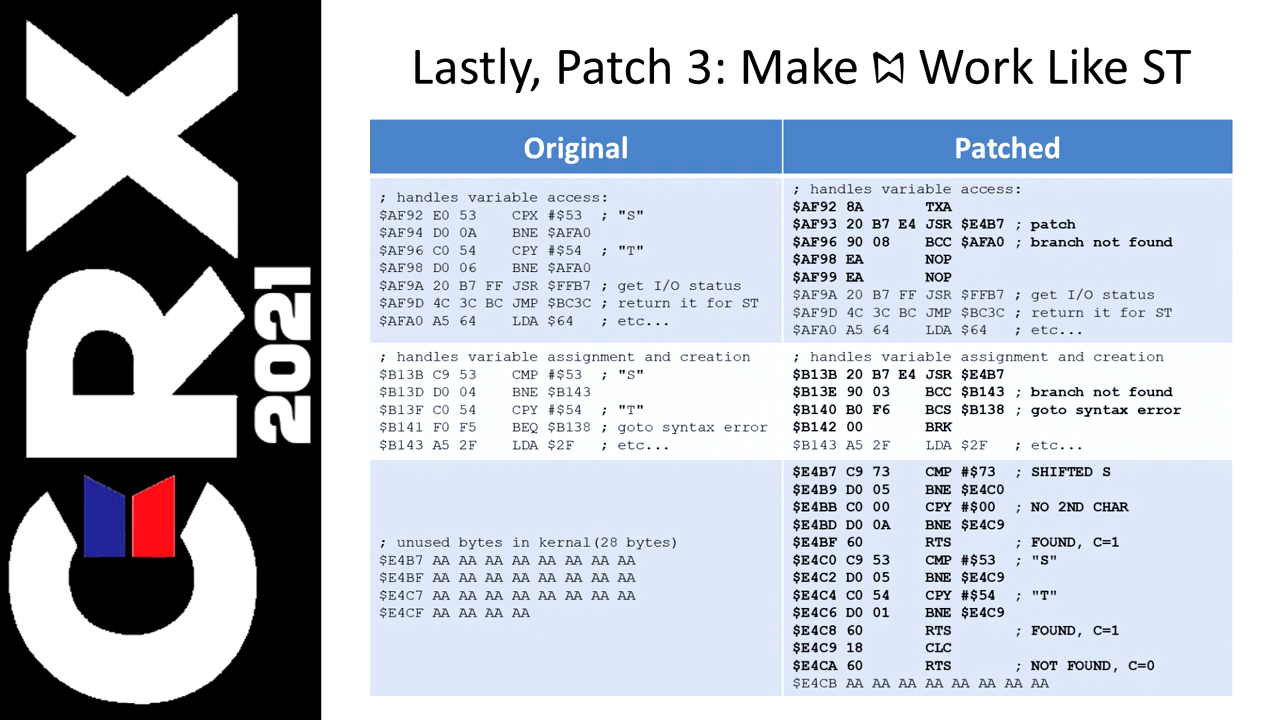 CRX
2021
Lastly, Patch 3: Make ⋈ Work Like ST
Original
Patched
; handles variable access:
$AF92 E0 53 CPX #$53 ; "S"
$AF94 D0 0A BNE $AFA0
$AF96 C0 54 CPY #$54 ; "T"
$AF98 D0 06 BNE $AFA0
$AF9A 20 B7 FF JSR $FFB7 ; get I/O status
$AF9D 4C 3C BC JMP $BC3C ; return it for ST
$AFA0 A5 64 LDA $64 ; etc...
; handles variable access:
$AF92 8A TXA
$AF93 20 B7 E4 JSR $E4B7 ; patch
$AF96 90 08 BCC $AFA0 ; branch not found
$AF98 EA NOP
$AF99 EA NOP
$AF9A 20 B7 FF JSR $FFB7 ; get I/O status
$AF9D 4C 3C BC JMP $BC3C ; return it for ST
$AFA0 A5 64 LDA $64 ; etc...
; handles variable assignment and creation
$B13B C9 53 CMP #$53 ; "S"
$B13D D0 04 BNE $B143
$B13F C0 54 CPY #$54 ; "T"
$B141 F0 F5 BEQ $B138 ; goto syntax error
$B143 A5 2F LDA $2F ; etc...
; handles variable assignment and creation
$B13B 20 B7 E4 JSR $E4B7
$B13E 90 03 BCC $B143 ; branch not found
$B140 B0 F6 BCS $B138 ; goto syntax error
$B142 00 BRK
$B143 A5 2F LDA $2F ; etc...
; unused bytes in kernal(28 bytes)
$E4B7 AA AA AA AA AA AA AA AA
$E4BF AA AA AA AA AA AA AA AA
$E4C7 AA AA AA AA AA AA AA AA
$E4CF AA AA AA AA
$E4B7 C9 73 CMP #$73 ; SHIFTED S
$E4B9 D0 05 BNE $E4C0
$E4BB C0 00 CPY #$00 ; NO 2ND CHAR
$E4BD D0 0A BNE $E4C9
$E4BF 60 RTS ; FOUND, C=1
$E4C0 C9 53 CMP #$53 ; "S"
$E4C2 D0 05 BNE $E4C9
$E4C4 C0 54 CPY #$54 ; "T"
$E4C6 D0 01 BNE $E4C9
$E4C8 60 RTS ; FOUND, C=1
$E4C9 18 CLC
$E4CA 60 RTS ; NOT FOUND, C=0
$E4CB AA AA AA AA AA AA AA AA